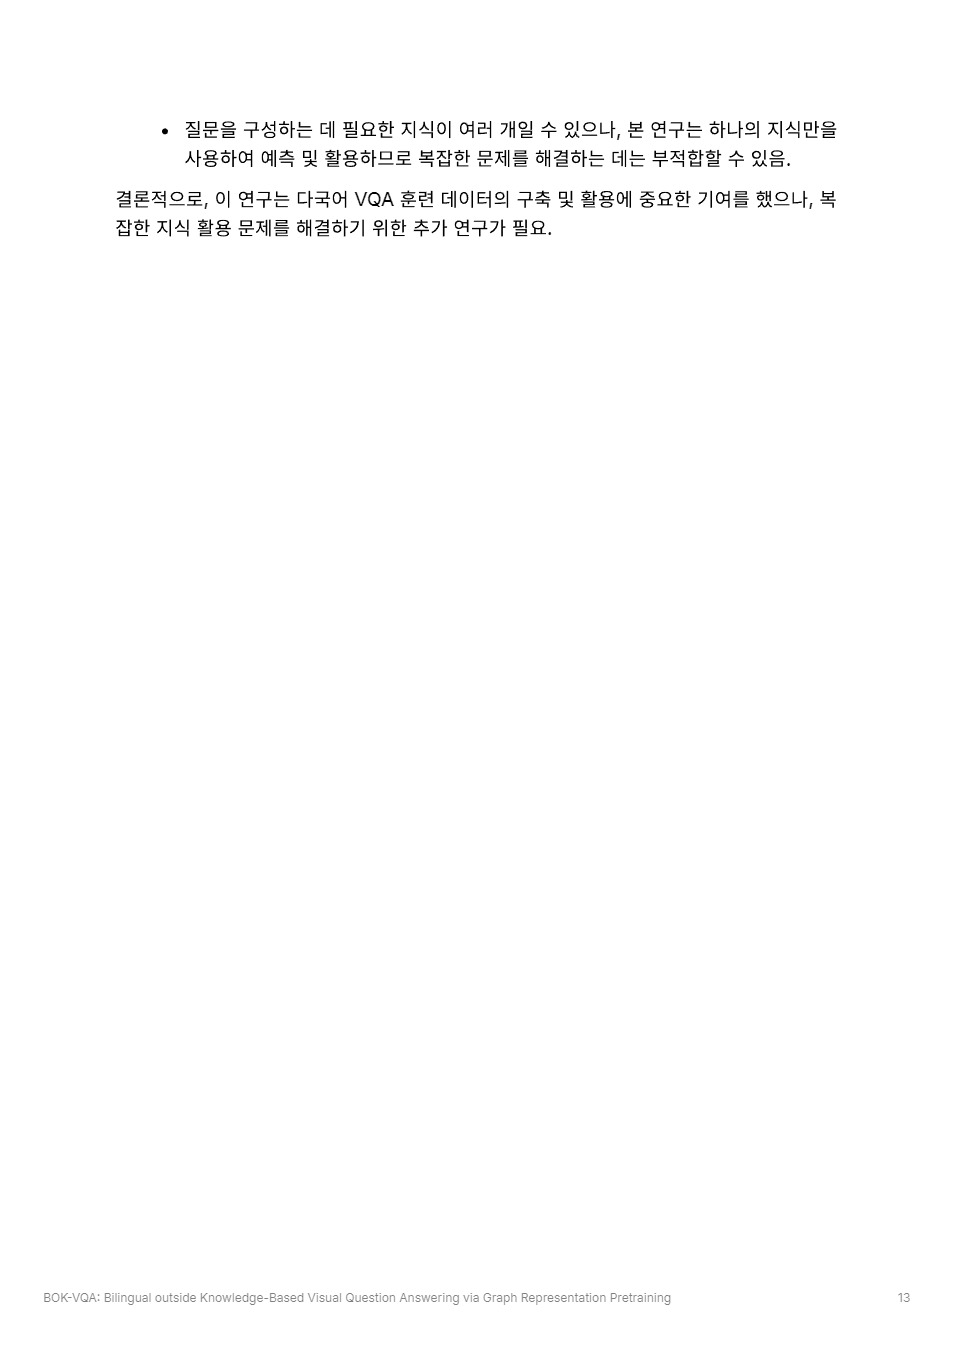 • 질문을 구성하는 데 필요한 지식이 여러 개일 수 있으나, 본 연구는 하나의 지식만을
사용하여 예측 및 활용하므로 복잡한 문제를 해결하는 데는 부적합할 수 있음.
결론적으로, 이 연구는 다국어 VQA 훈련 데이터의 구축 및 활용에 중요한 기여를 했으나, 복
잡한 지식 활용 문제를 해결하기 위한 추가 연구가 필요.
BOK-VQA: Bilingual outside Knowledge-Based Visual Question Answering via Graph Representation Pretraining 13